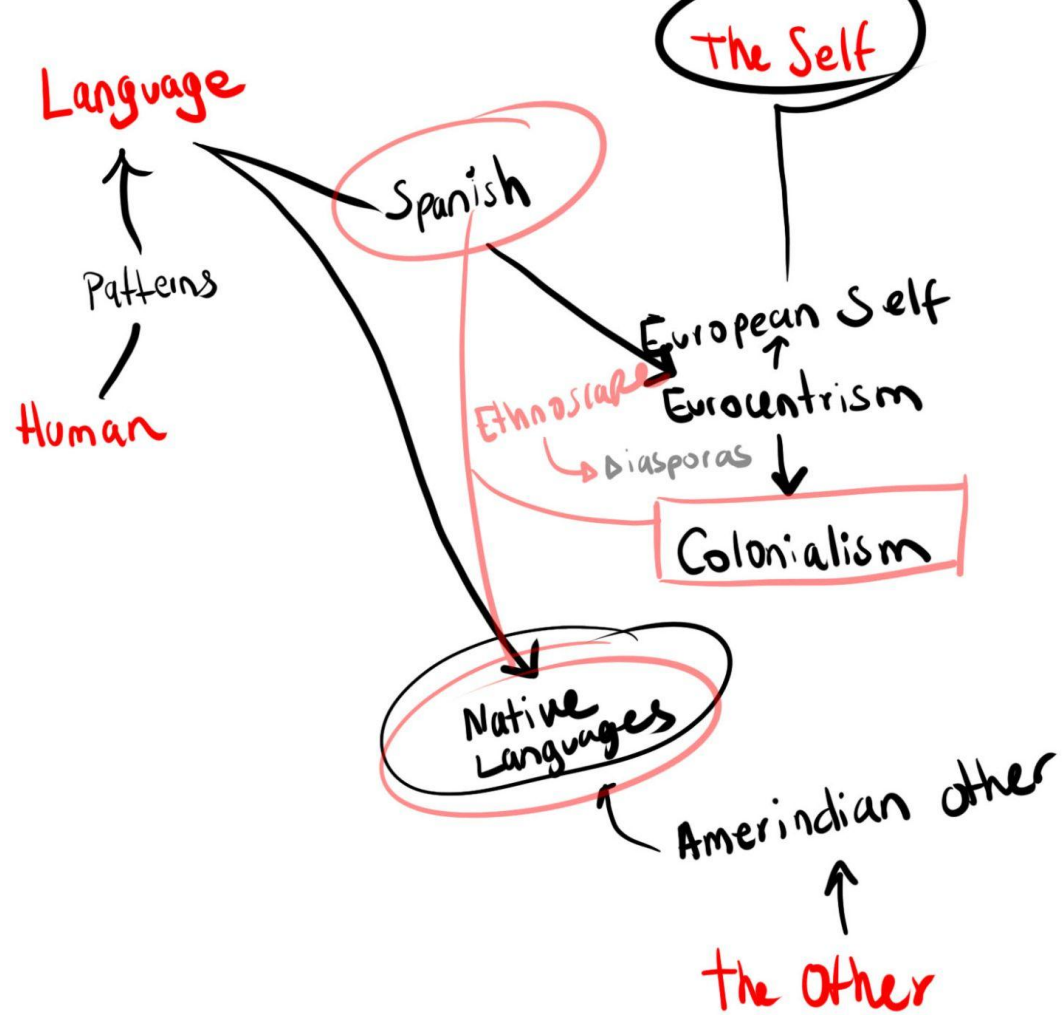 The Self
Language
Spanish
Patterns
European Self
Human
Ethnoscape
Eurocentrism
Diasporas
Colonialism
Native
Languages
Amerindian other
the Other